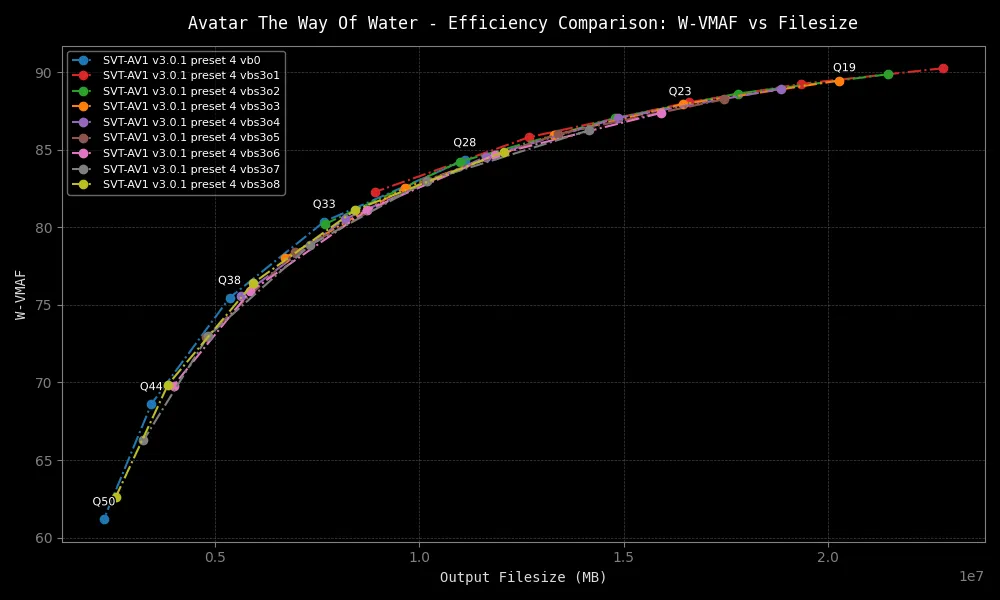 Avatar The Way Of Water - Efficiency Comparison: W-VMAF vs Filesize
SVT-AV1 v3.0.1 preset 4 vb0
SVT-AV1 v3.0.1 preset 4 vbs3o1
SVT-AV1 v3.0.1 preset 4 vbs3o2
SVT-AV1 v3.0.1 preset 4 vbs3o3
SVT-AV1 v3.0.1 preset 4 vbs3o4
SVT-AV1 v3.0.1 preset 4 vbs3o5
SVT-AV1 v3.0.1 preset 4 vbs3o6
SVT-AV1 v3.0.1 preset 4 vbs3o7
SVT-AV1 v3.0.1 preset 4 vbs3o8
Q19
Q23
Q28
Q33
Q38
Q44
Q50
90
85
80
75
70
65
60
W-VMAF
0.5
1.0
1.5
2.0
1e7
Output Filesize (MB)